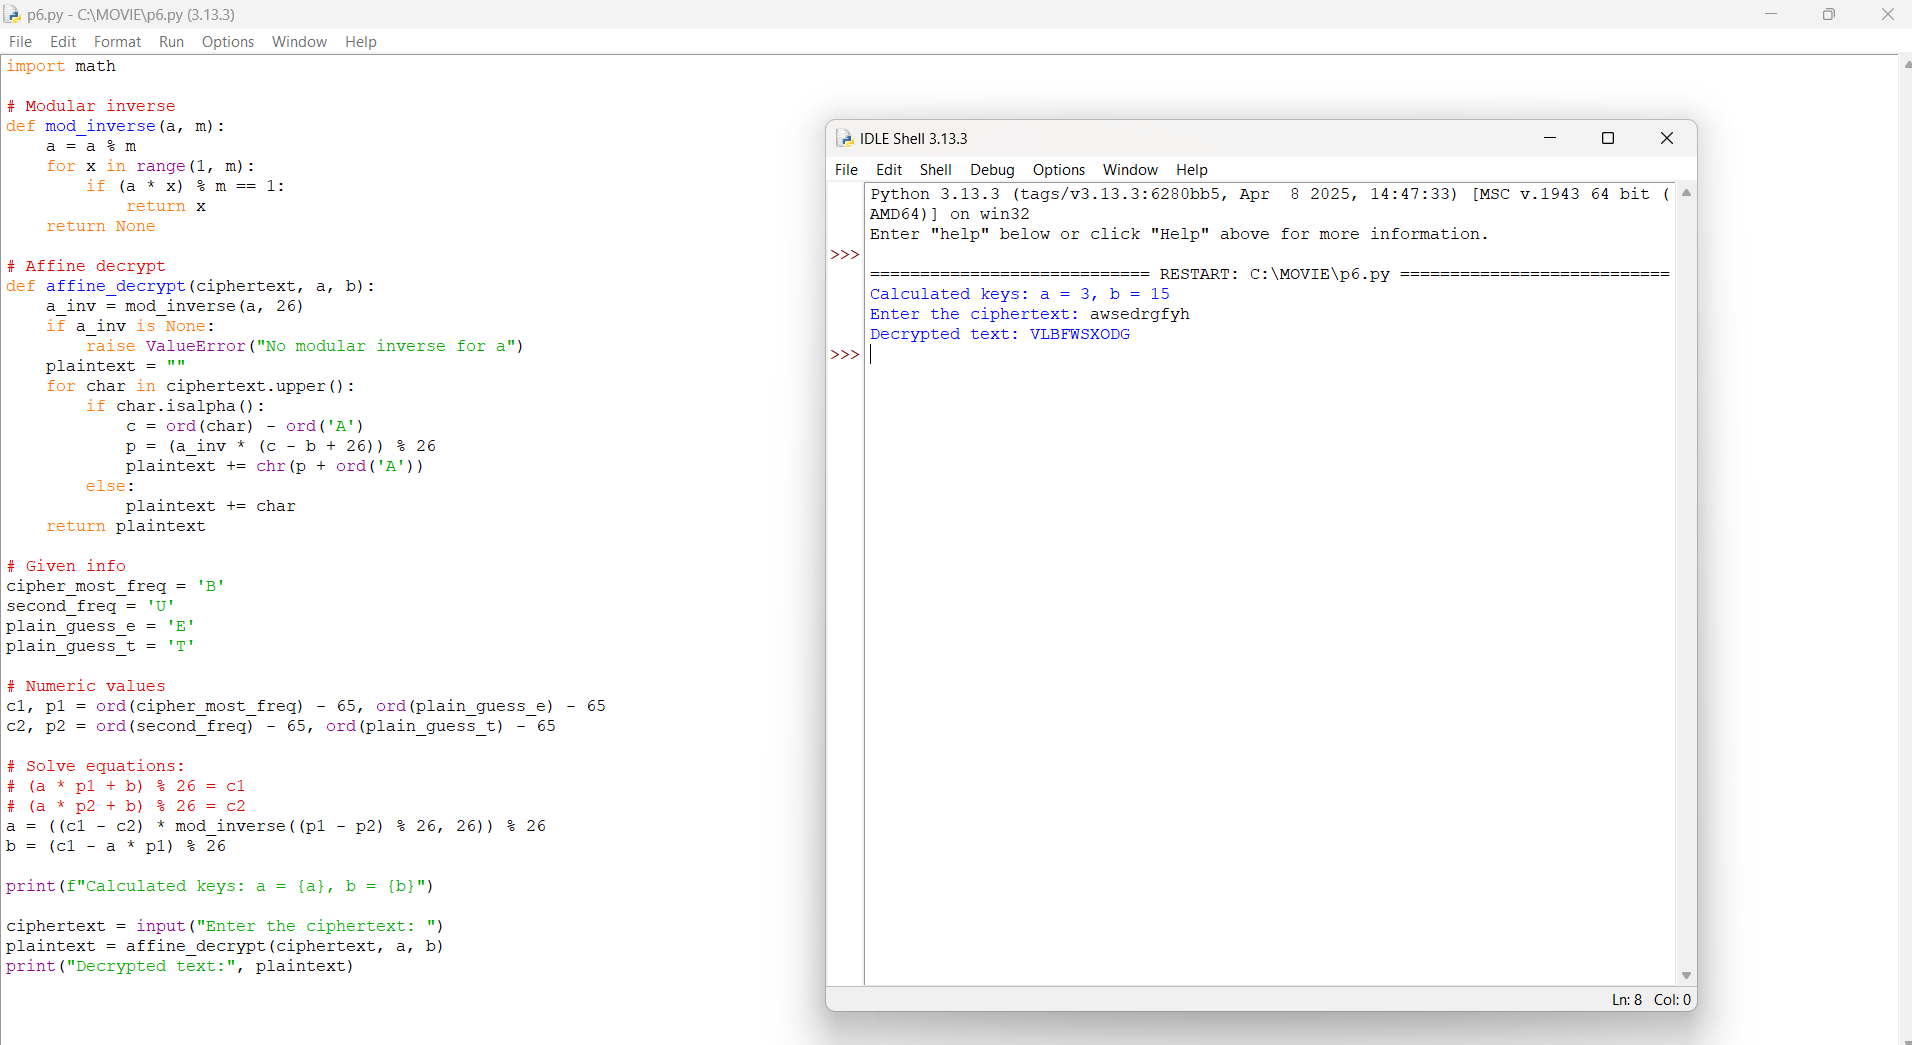 p6.py - C:\MOVIE\p6.py (3.13.3)
File Edit Format Run Options Window Help
import math

# Modular inverse
def mod_inverse(a, m):
    a = a % m
    for x in range(1, m):
        if (a * x) % m == 1:
            return x
    return None

# Affine decrypt
def affine_decrypt(ciphertext, a, b):
    a_inv = mod_inverse(a, 26)
    if a_inv is None:
        raise ValueError("No modular inverse for a")
    plaintext = ""
    for char in ciphertext.upper():
        if char.isalpha():
            c = ord(char) - ord('A')
            p = (a_inv * (c - b + 26)) % 26
            plaintext += chr(p + ord('A'))
        else:
            plaintext += char
    return plaintext

# Given info
cipher_most_freq = 'B'
second_freq = 'U'
plain_guess_e = 'E'
plain_guess_t = 'T'

# Numeric values
c1, p1 = ord(cipher_most_freq) - 65, ord(plain_guess_e) - 65
c2, p2 = ord(second_freq) - 65, ord(plain_guess_t) - 65

# Solve equations:
# (a * p1 + b) % 26 = c1
# (a * p2 + b) % 26 = c2
a = ((c1 - c2) * mod_inverse((p1 - p2) % 26, 26)) % 26
b = (c1 - a * p1) % 26

print(f"Calculated keys: a = {a}, b = {b}")

ciphertext = input("Enter the ciphertext: ")
plaintext = affine_decrypt(ciphertext, a, b)
print("Decrypted text:", plaintext)
IDLE Shell 3.13.3
File Edit Shell Debug Options Window Help
Python 3.13.3 (tags/v3.13.3:6280bb5, Apr  8 2025, 14:47:33) [MSC v.1943 64 bit (
AMD64)] on win32
Enter "help" below or click "Help" above for more information.
>>>
============================ RESTART: C:\MOVIE\p6.py ===========================
Calculated keys: a = 3, b = 15
Enter the ciphertext: awsedrgfyh
Decrypted text: VLBFWSXODG
>>>
Ln: 8 Col: 0